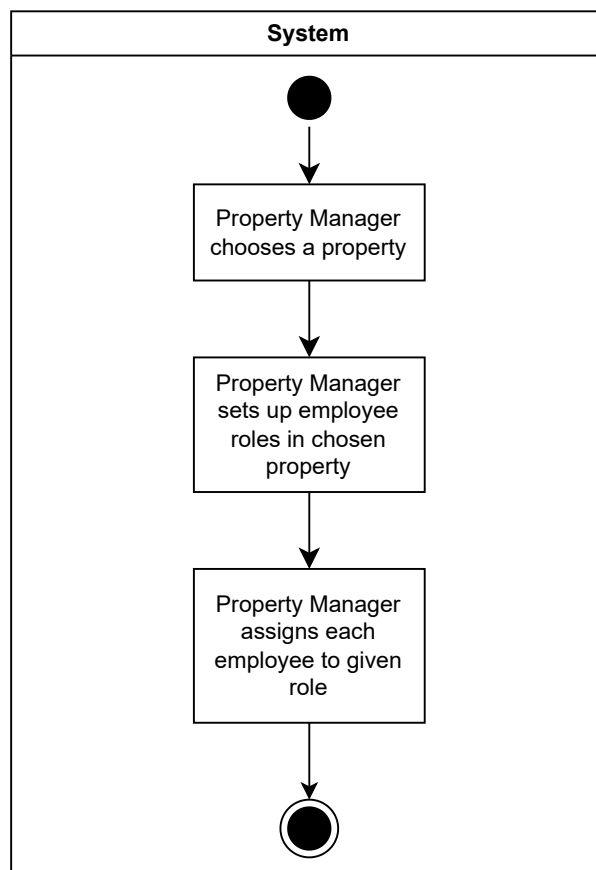 System
Property Manager
chooses a property
Property Manager
sets up employee
roles in chosen
property
Property Manager
assigns each
employee to given
role